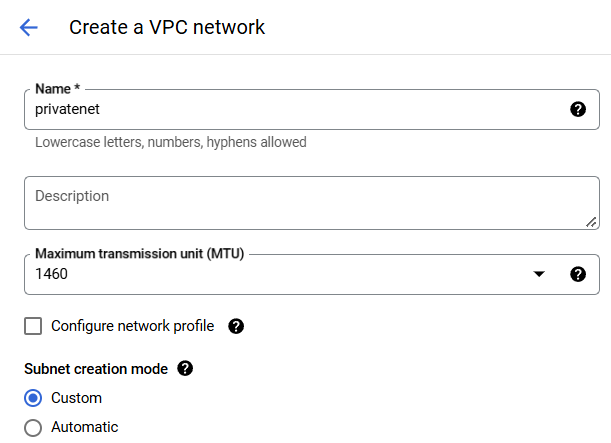 Create a VPC network
Name *
privatenet
Lowercase letters, numbers, hyphens allowed
Description
Maximum transmission unit (MTU)
1460
Configure network profile
Subnet creation mode
Custom
Automatic